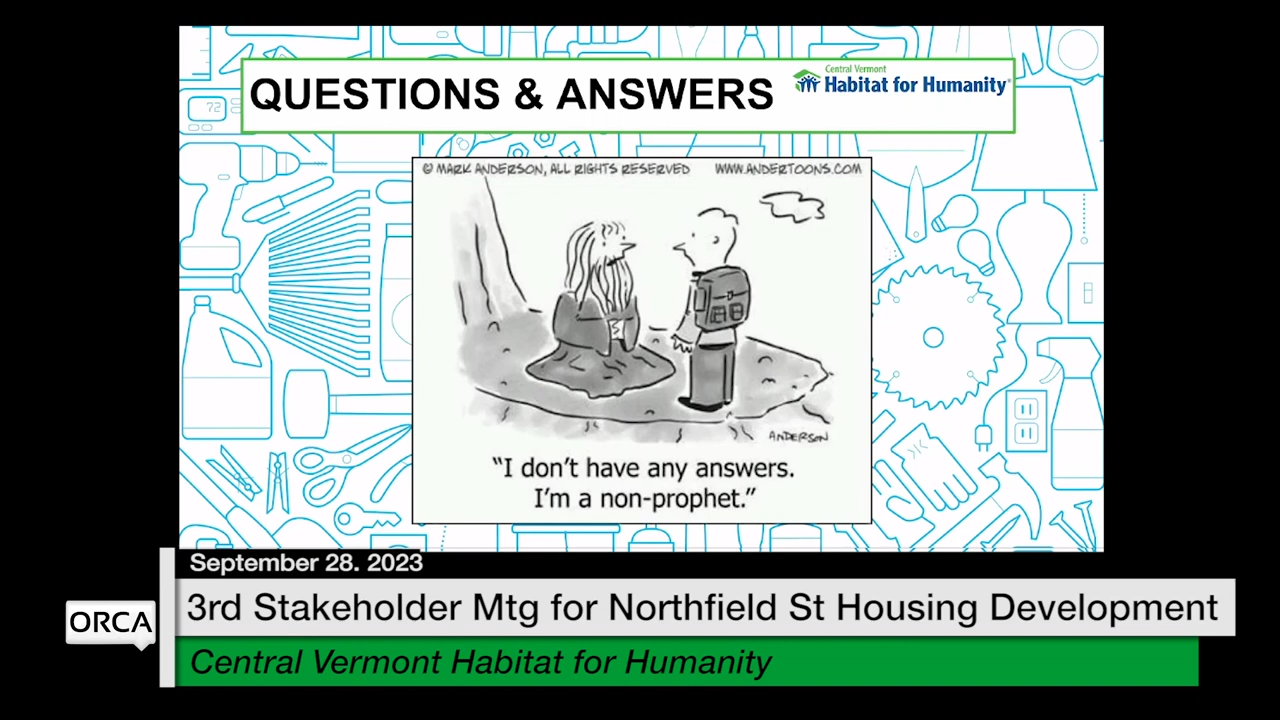 QUESTIONS & ANSWERS
Central Vermont
Habitat for Humanity®
72
© MARK ANDERSON, ALL RIGHTS RESERVED WWW.ANDERTOONS.COM
ANDERSON
"I don't have any answers.
I'm a non-prophet."
September 28. 2023
3rd Stakeholder Mtg for Northfield St Housing Development
ORCA
Central Vermont Habitat for Humanity